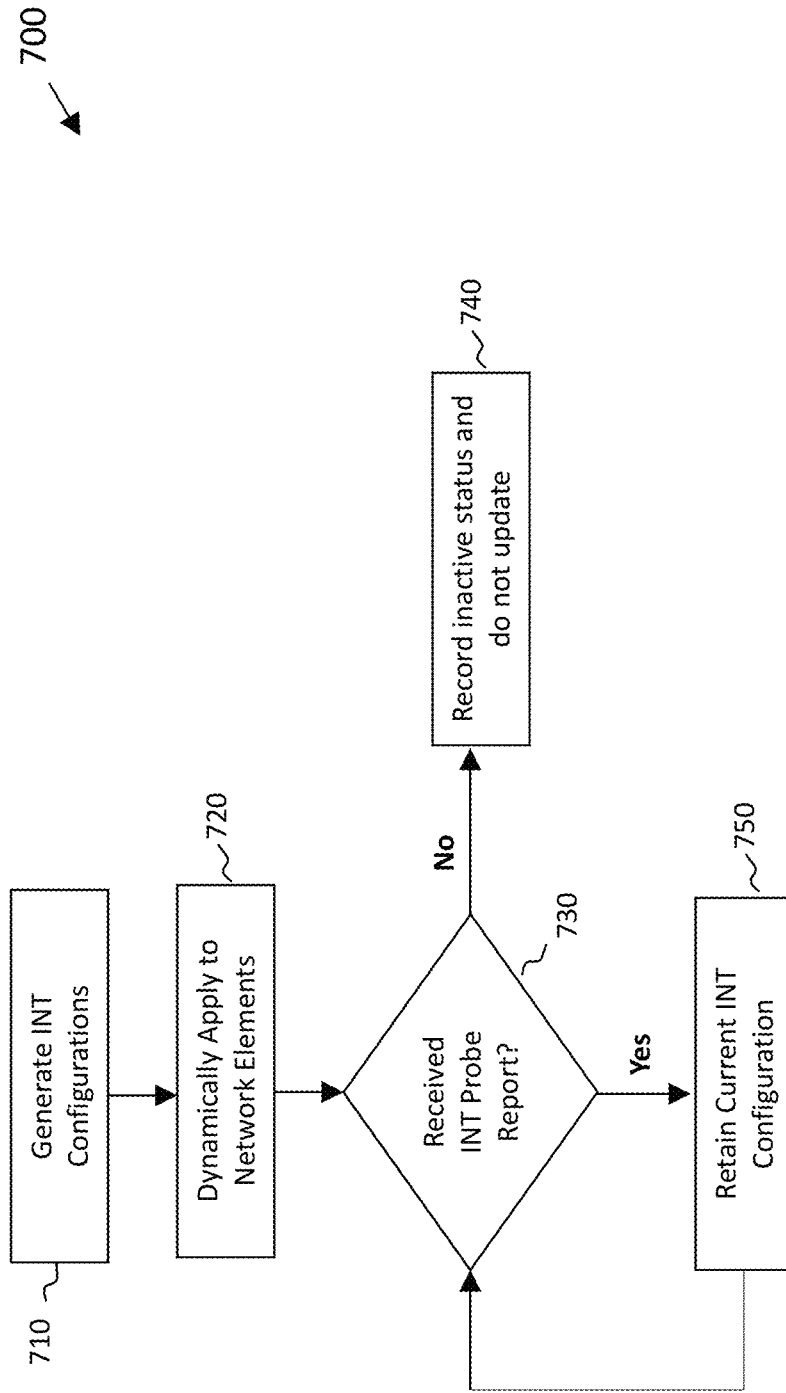 700
710
Generate INT
Configurations
720
Dynamically Apply to
Network Elements
Received
INT Probe
Report?
730
No
740
Record inactive status and
do not update
Yes
750
Retain Current INT
Configuration